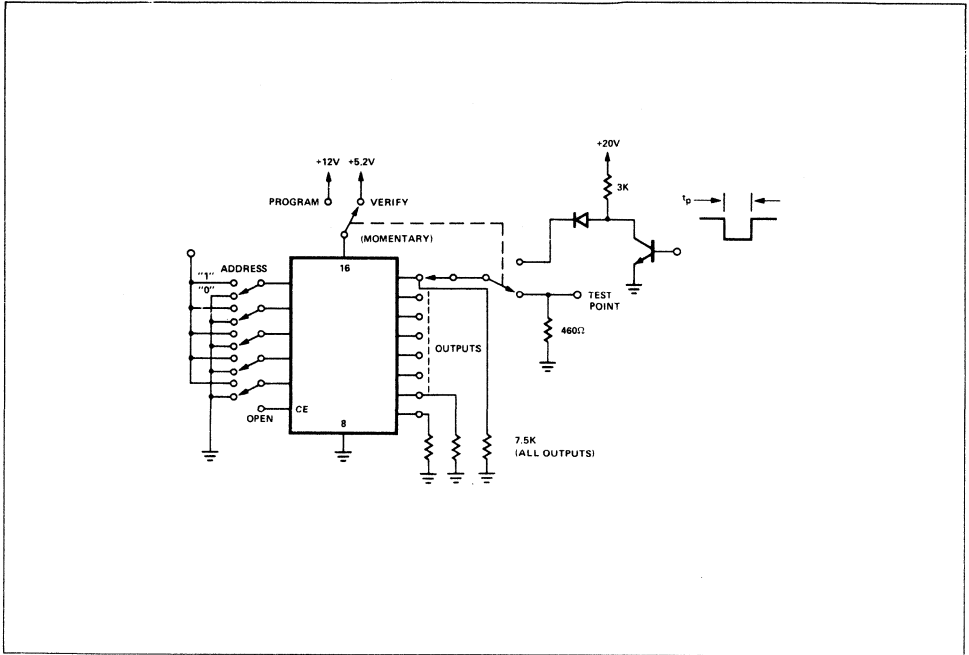 +20V
3K
tp
+12V +5.2V
PROGRAM VERIFY
(MOMENTARY)
ADDRESS
"1"
"0"
16
TEST
POINT
460Ω
OUTPUTS
OPEN
CE
8
7.5K
(ALL OUTPUTS)